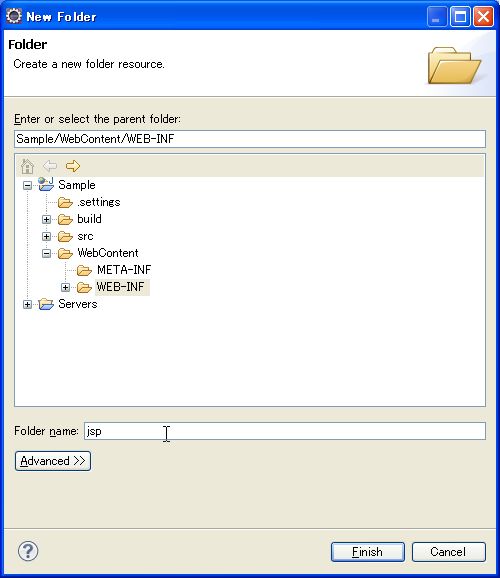 New Folder
Folder
Create a new folder resource.
Enter or select the parent folder:
Sample/WebContent/WEB-INF
Sample
.settings
build
src
WebContent
META-INF
WEB-INF
Servers
Folder name: jsp
Advanced >>
? Finish Cancel